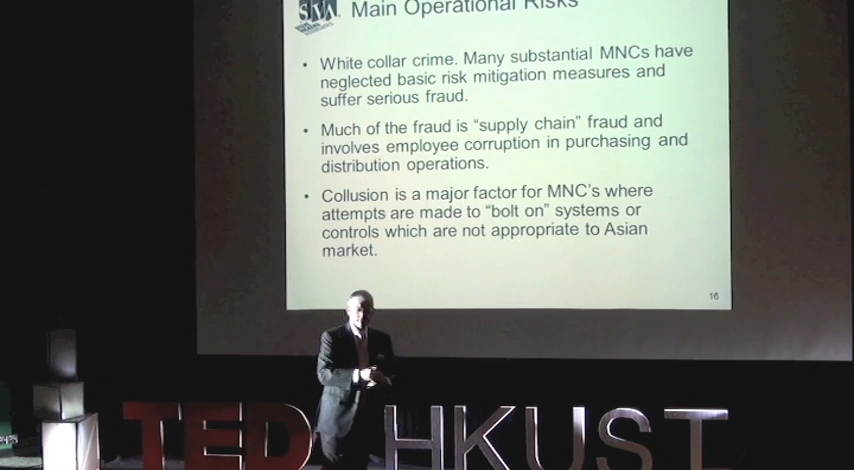 SVA
Main Operational Risks
• White collar crime. Many substantial MNCs have
neglected basic risk mitigation measures and
suffer serious fraud.
• Much of the fraud is “supply chain” fraud and
involves employee corruption in purchasing and
distribution operations.
• Collusion is a major factor for MNC’s where
attempts are made to “bolt on” systems or
controls which are not appropriate to Asian
market.
16
TED HKUST